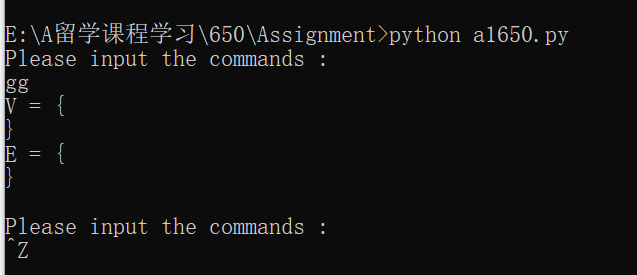 E:\A留学课程学习\650\Assignment>python a1650.py
Please input the commands :
gg
V = {
}
E = {
}
Please input the commands :
^Z